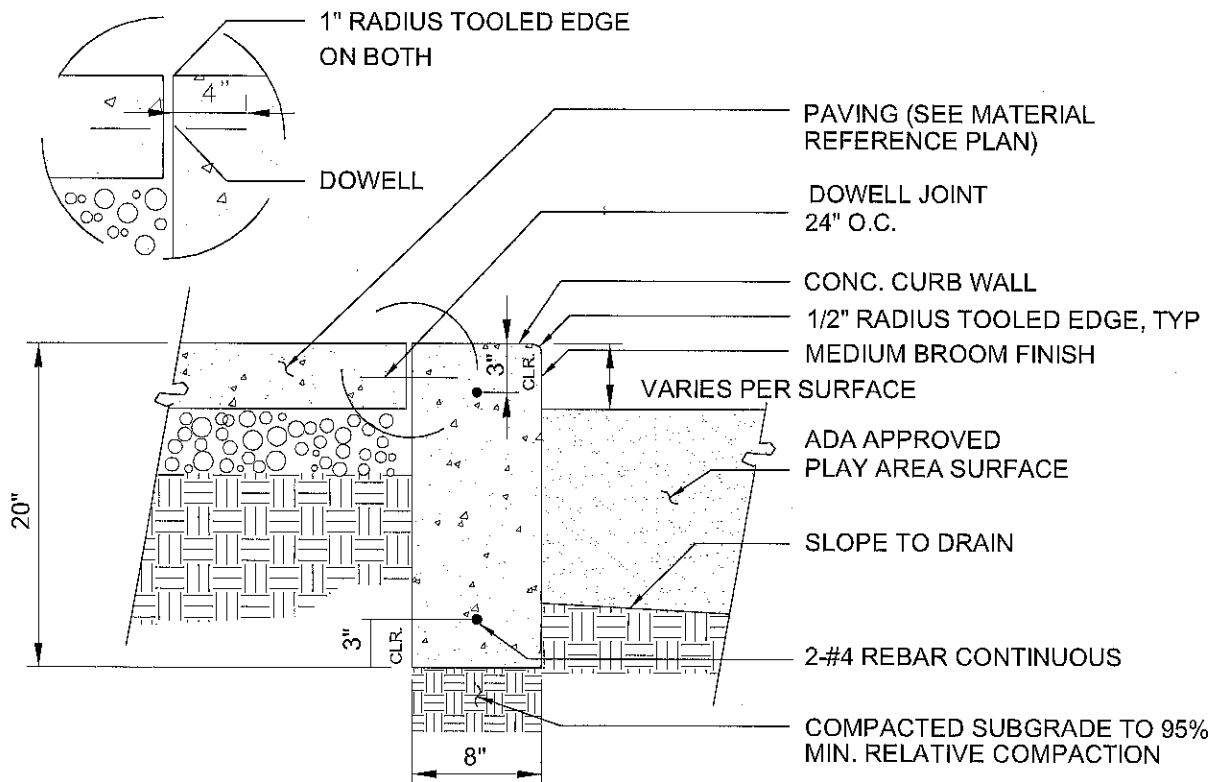 1" RADIUS TOOLED EDGE
ON BOTH
4"
DOWELL
PAVING (SEE MATERIAL
REFERENCE PLAN)
DOWELL JOINT
24" O.C.
CONC. CURB WALL
1/2" RADIUS TOOLED EDGE, TYP
MEDIUM BROOM FINISH
3"
CLR.
VARIES PER SURFACE
ADA APPROVED
PLAY AREA SURFACE
20"
SLOPE TO DRAIN
3"
CLR.
2-#4 REBAR CONTINUOUS
COMPACTED SUBGRADE TO 95%
MIN. RELATIVE COMPACTION
8"